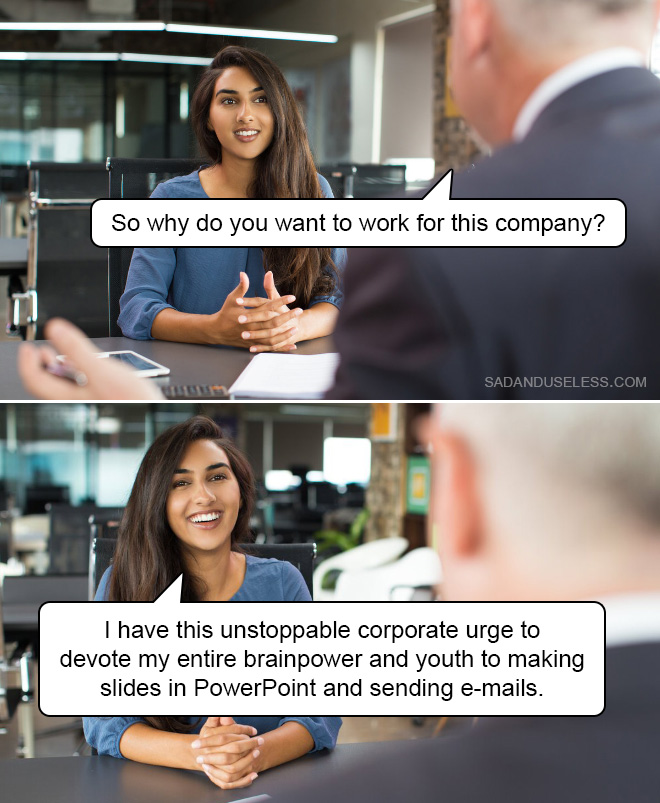 So why do you want to work for this company?
SADANDUSELESS.COM
I have this unstoppable corporate urge to
devote my entire brainpower and youth to making
slides in PowerPoint and sending e-mails.